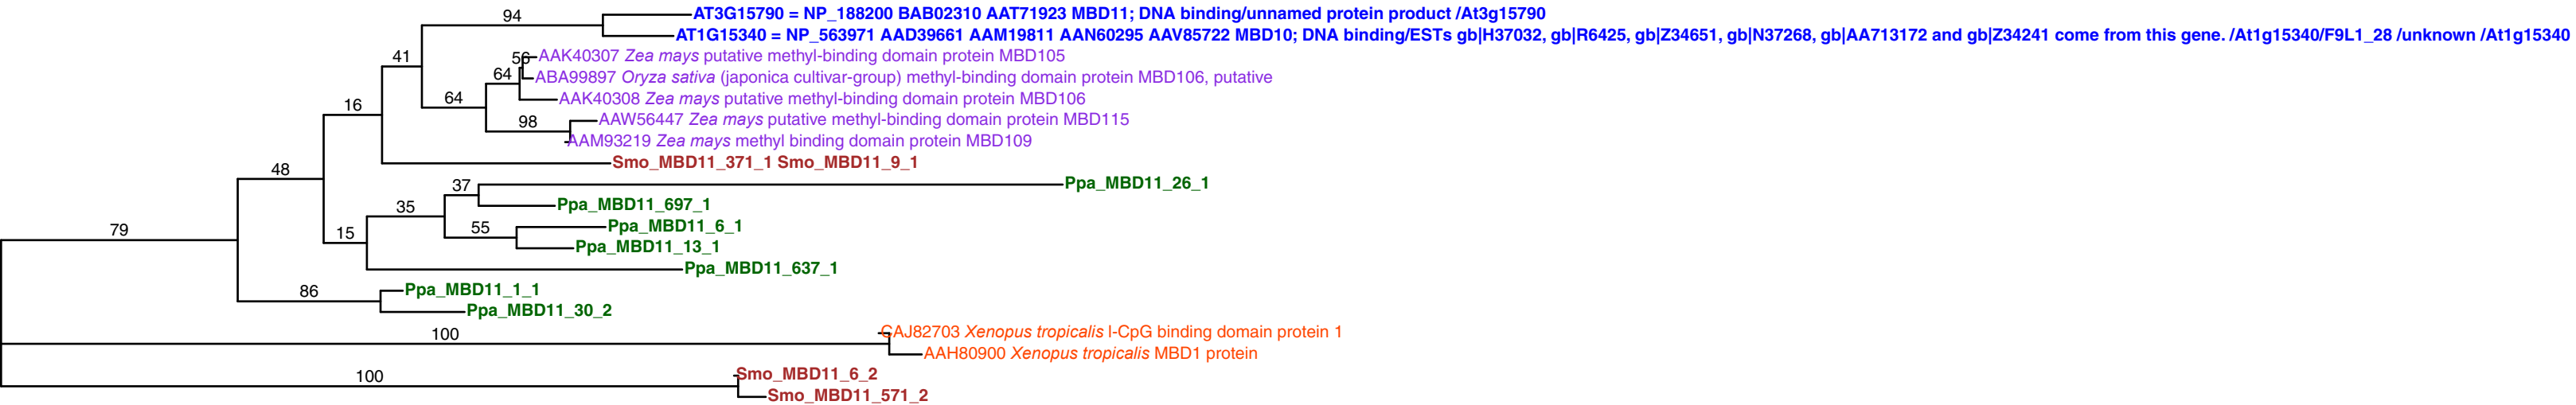 94
AT3G15790 = NP_188200 BAB02310 AAT71923 MBD11; DNA binding/unnamed protein product /At3g15790
AT1G15340 = NP_563971 AAD39661 AAM19811 AAN60295 AAV85722 MBD10; DNA binding/ESTs gb|H37032, gb|R6425, gb|Z34651, gb|N37268, gb|AA713172 and gb|Z34241 come from this gene. /At1g15340/F9L1_28 /unknown /At1g15340
41
56
AAK40307 Zea mays putative methyl-binding domain protein MBD105
64
ABA99897 Oryza sativa (japonica cultivar-group) methyl-binding domain protein MBD106, putative
16
64
AAK40308 Zea mays putative methyl-binding domain protein MBD106
98
AAW56447 Zea mays putative methyl-binding domain protein MBD115
AAM93219 Zea mays methyl binding domain protein MBD109
48
Smo_MBD11_371_1 Smo_MBD11_9_1
37
Ppa_MBD11_26_1
35
Ppa_MBD11_697_1
79
15
55
Ppa_MBD11_6_1
Ppa_MBD11_13_1
Ppa_MBD11_637_1
86
Ppa_MBD11_1_1
Ppa_MBD11_30_2
100
CAJ82703 Xenopus tropicalis l-CpG binding domain protein 1
AAH80900 Xenopus tropicalis MBD1 protein
100
Smo_MBD11_6_2
Smo_MBD11_571_2